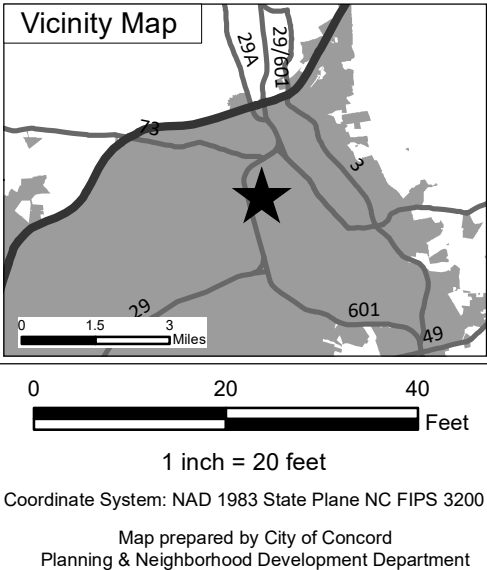 Vicinity Map
29A
29/601
73
3
29
601
49
0 1.5 3
Miles
0 20 40
Feet
1 inch = 20 feet
Coordinate System: NAD 1983 State Plane NC FIPS 3200
Map prepared by City of Concord
Planning & Neighborhood Development Department